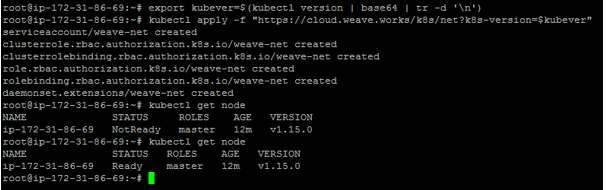 root@ip-172-31-86-69:~# export kubever=$(kubectl version | base64 | tr -d '\n')
root@ip-172-31-86-69:~# kubectl apply -f "https://cloud.weave.works/k8s/net?k8s-version=$kubever"
serviceaccount/weave-net created
clusterrole.rbac.authorization.k8s.io/weave-net created
clusterrolebinding.rbac.authorization.k8s.io/weave-net created
role.rbac.authorization.k8s.io/weave-net created
rolebinding.rbac.authorization.k8s.io/weave-net created
daemonset.extensions/weave-net created
root@ip-172-31-86-69:~# kubectl get node
NAME STATUS ROLES AGE VERSION
ip-172-31-86-69 NotReady master 12m v1.15.0
root@ip-172-31-86-69:~# kubectl get node
NAME STATUS ROLES AGE VERSION
ip-172-31-86-69 Ready master 12m v1.15.0
root@ip-172-31-86-69:~#